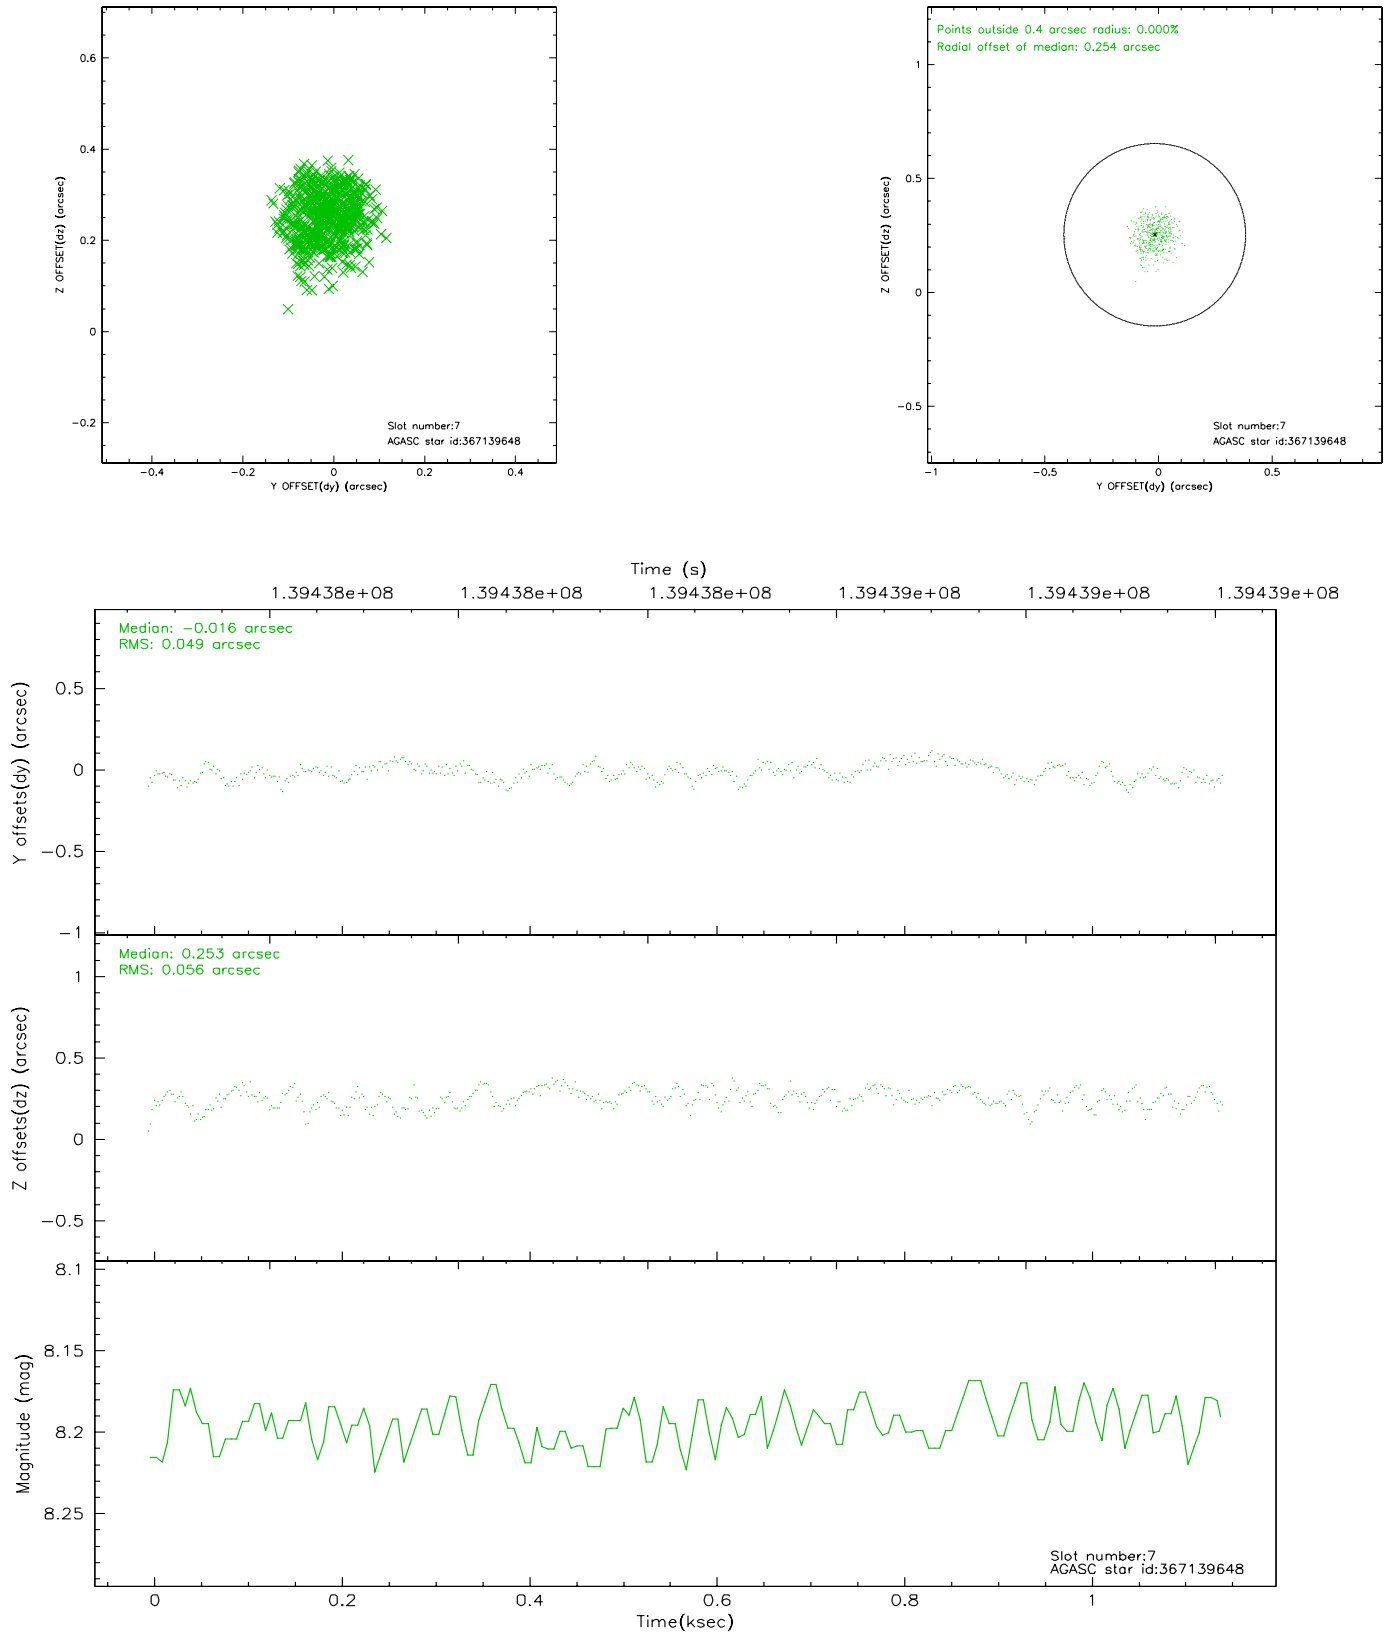 0.6
0.4
0.2
0
−0.2
Z OFFSET(dz) (arcsec)
Slot number:7
AGASC star id:367139648
−0.4 −0.2 0 0.2 0.4
Y OFFSET(dy) (arcsec)
Points outside 0.4 arcsec radius: 0.000%
Radial offset of median: 0.254 arcsec
1
0.5
0
−0.5
Z OFFSET(dz) (arcsec)
Slot number:7
AGASC star id:367139648
−1 −0.5 0 0.5
Y OFFSET(dy) (arcsec)
Time (s)
1.39438e+08 1.39438e+08 1.39438e+08 1.39439e+08 1.39439e+08 1.39439e+08
Median: −0.016 arcsec
RMS: 0.049 arcsec
0.5
0
−0.5
−1
Y offsets(dy) (arcsec)
Median: 0.253 arcsec
RMS: 0.056 arcsec
1
0.5
0
−0.5
Z offsets(dz) (arcsec)
8.1
8.15
8.2
8.25
Magnitude (mag)
Slot number:7
AGASC star id:367139648
0 0.2 0.4 0.6 0.8 1
Time(ksec)